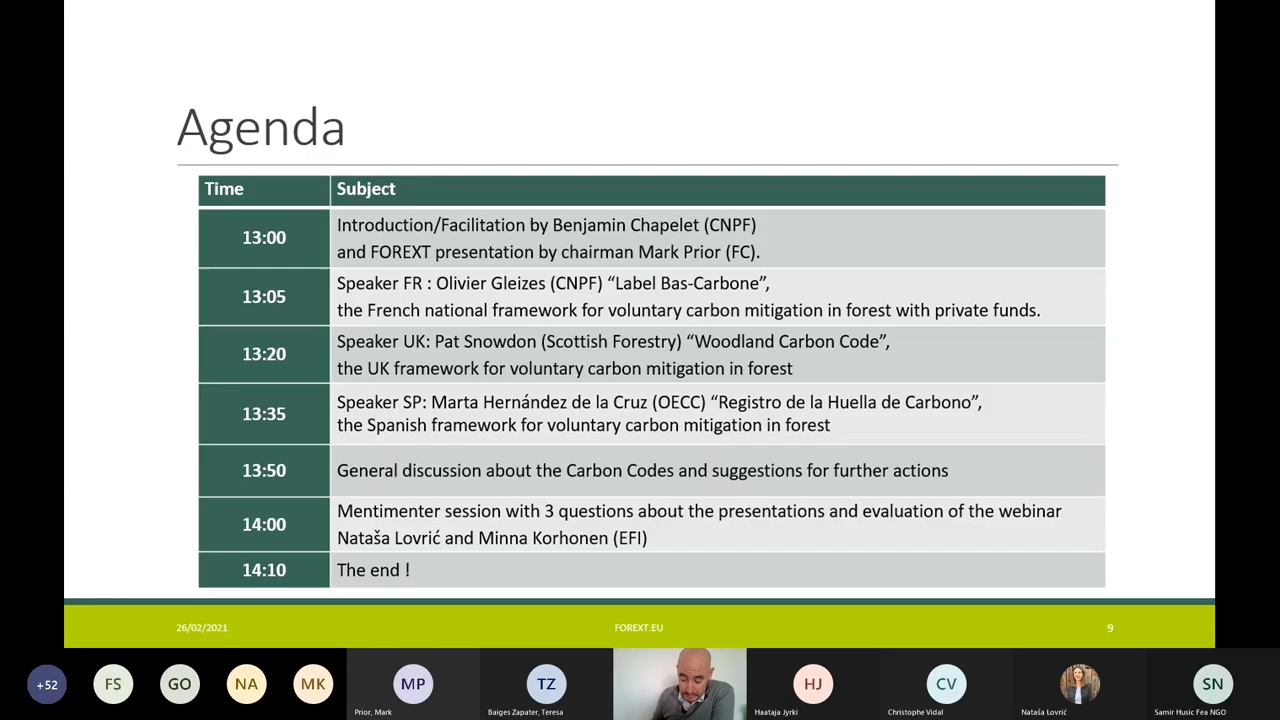 Agenda
Time Subject
13:00 Introduction/Facilitation by Benjamin Chapelet (CNPF)
and FOREXT presentation by chairman Mark Prior (FC).
13:05 Speaker FR : Olivier Gleizes (CNPF) “Label Bas-Carbone”,
the French national framework for voluntary carbon mitigation in forest with private funds.
13:20 Speaker UK: Pat Snowdon (Scottish Forestry) “Woodland Carbon Code”,
the UK framework for voluntary carbon mitigation in forest
13:35 Speaker SP: Marta Hernández de la Cruz (OECC) “Registro de la Huella de Carbono”,
the Spanish framework for voluntary carbon mitigation in forest
13:50 General discussion about the Carbon Codes and suggestions for further actions
14:00 Mentimenter session with 3 questions about the presentations and evaluation of the webinar
Nataša Lovrić and Minna Korhonen (EFI)
14:10 The end !
26/02/2021 FOREXT.EU 9
+52 FS GO NA MK MP TZ HJ CV SN
Prior, Mark Baiges Zapater, Teresa Haataja Jyrki Christophe Vidal Nataša Lovrić Samir Husic Fea NGO